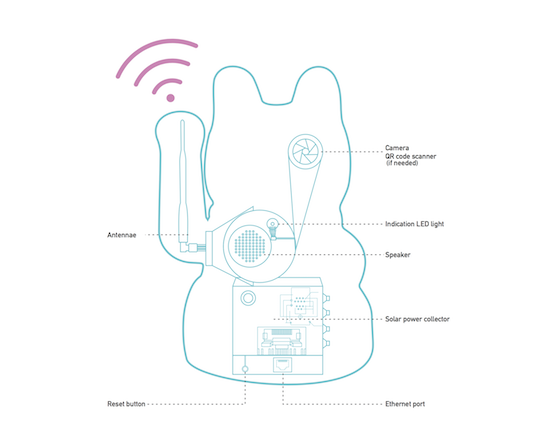 Camera
QR code scanner
(if needed)
Indication LED light
Antennae
Speaker
Solar power collector
Reset button
Ethernet port